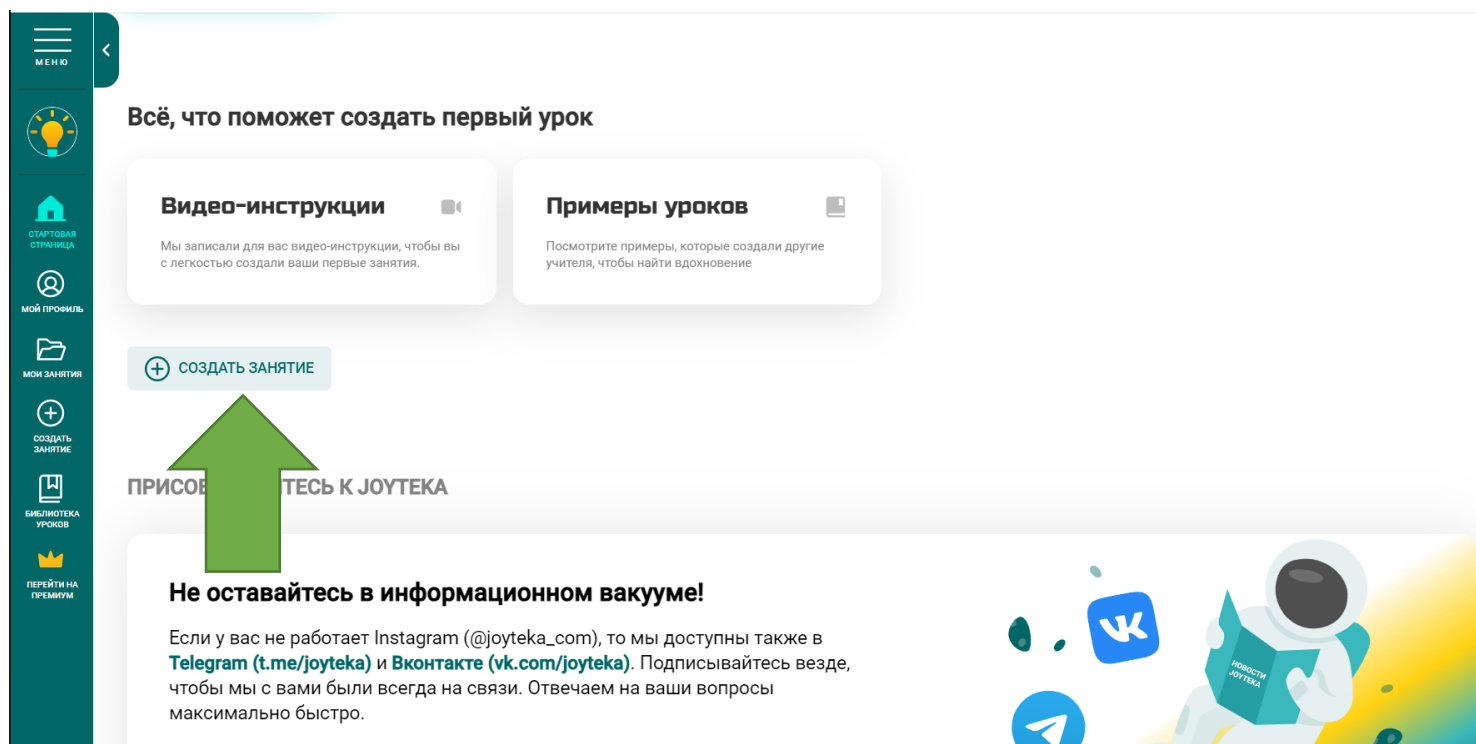 МЕНЮ
СТАРТОВАЯ
СТРАНИЦА
МОЙ ПРОФИЛЬ
МОИ ЗАНЯТИЯ
СОЗДАТЬ
ЗАНЯТИЕ
БИБЛИОТЕКА
УРОКОВ
ПЕРЕЙТИ НА
ПРЕМИУМ
Всё, что поможет создать первый урок
Видео-инструкции
Мы записали для вас видео-инструкции, чтобы вы
с легкостью создали ваши первые занятия.
Примеры уроков
Посмотрите примеры, которые создали другие
учителя, чтобы найти вдохновение
СОЗДАТЬ ЗАНЯТИЕ
К JOYTEKA
Не оставайтесь в информационном вакууме!
Если у вас не работает Instagram (@joyteka_com), то мы доступны также в
Telegram (t.me/joyteka) и Вконтакте (vk.com/joyteka). Подписывайтесь везде,
чтобы мы с вами были всегда на связи. Отвечаем на ваши вопросы
максимально быстро.
НОВОСТИ
JOYTEKA